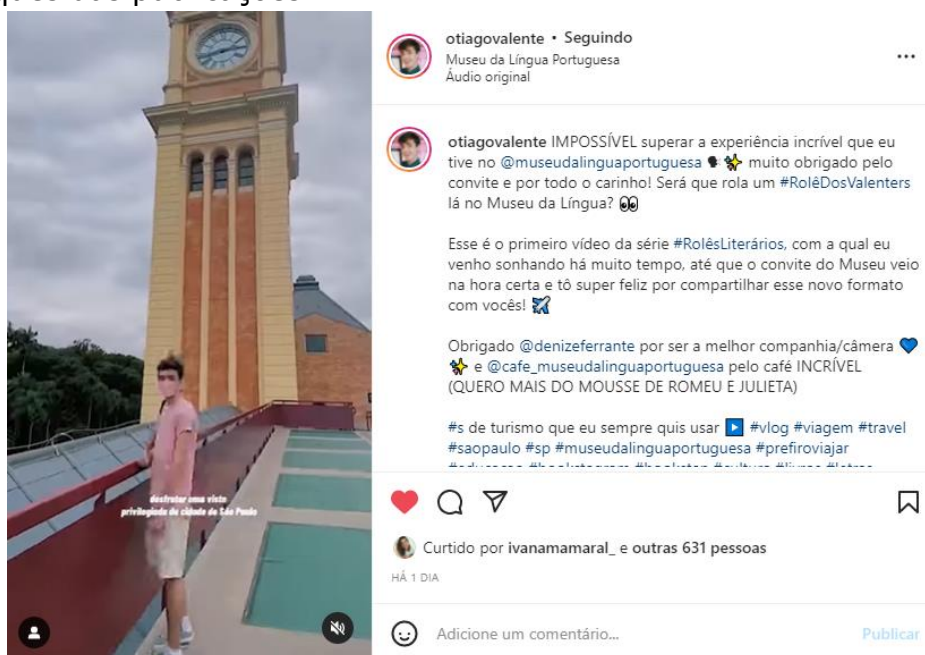 otiagovalente • Seguindo
Museu da Língua Portuguesa
Áudio original
otiagovalente IMPOSSÍVEL superar a experiência incrível que eu
tive no @museudalinguaportuguesa 🗣✨ muito obrigado pelo
convite e por todo o carinho! Será que rola um #RolêDosValenters
lá no Museu da Língua? 👀
Esse é o primeiro vídeo da série #RolêsLiterários, com a qual eu
venho sonhando há muito tempo, até que o convite do Museu veio
na hora certa e tô super feliz por compartilhar esse novo formato
com vocês! ✈️
Obrigado @denizeferrante por ser a melhor companhia/câmera 💙
✨ e @cafe_museudalinguaportuguesa pelo café INCRÍVEL
(QUERO MAIS DO MOUSSE DE ROMEU E JULIETA)
#s de turismo que eu sempre quis usar ▶️ #vlog #viagem #travel
#saopaulo #sp #museudalinguaportuguesa #prefiroviajar
desfrutar uma vista
privilegiada da cidade de São Paulo
Curtido por ivanamamaral_ e outras 631 pessoas
HÁ 1 DIA
Adicione um comentário...
Publicar